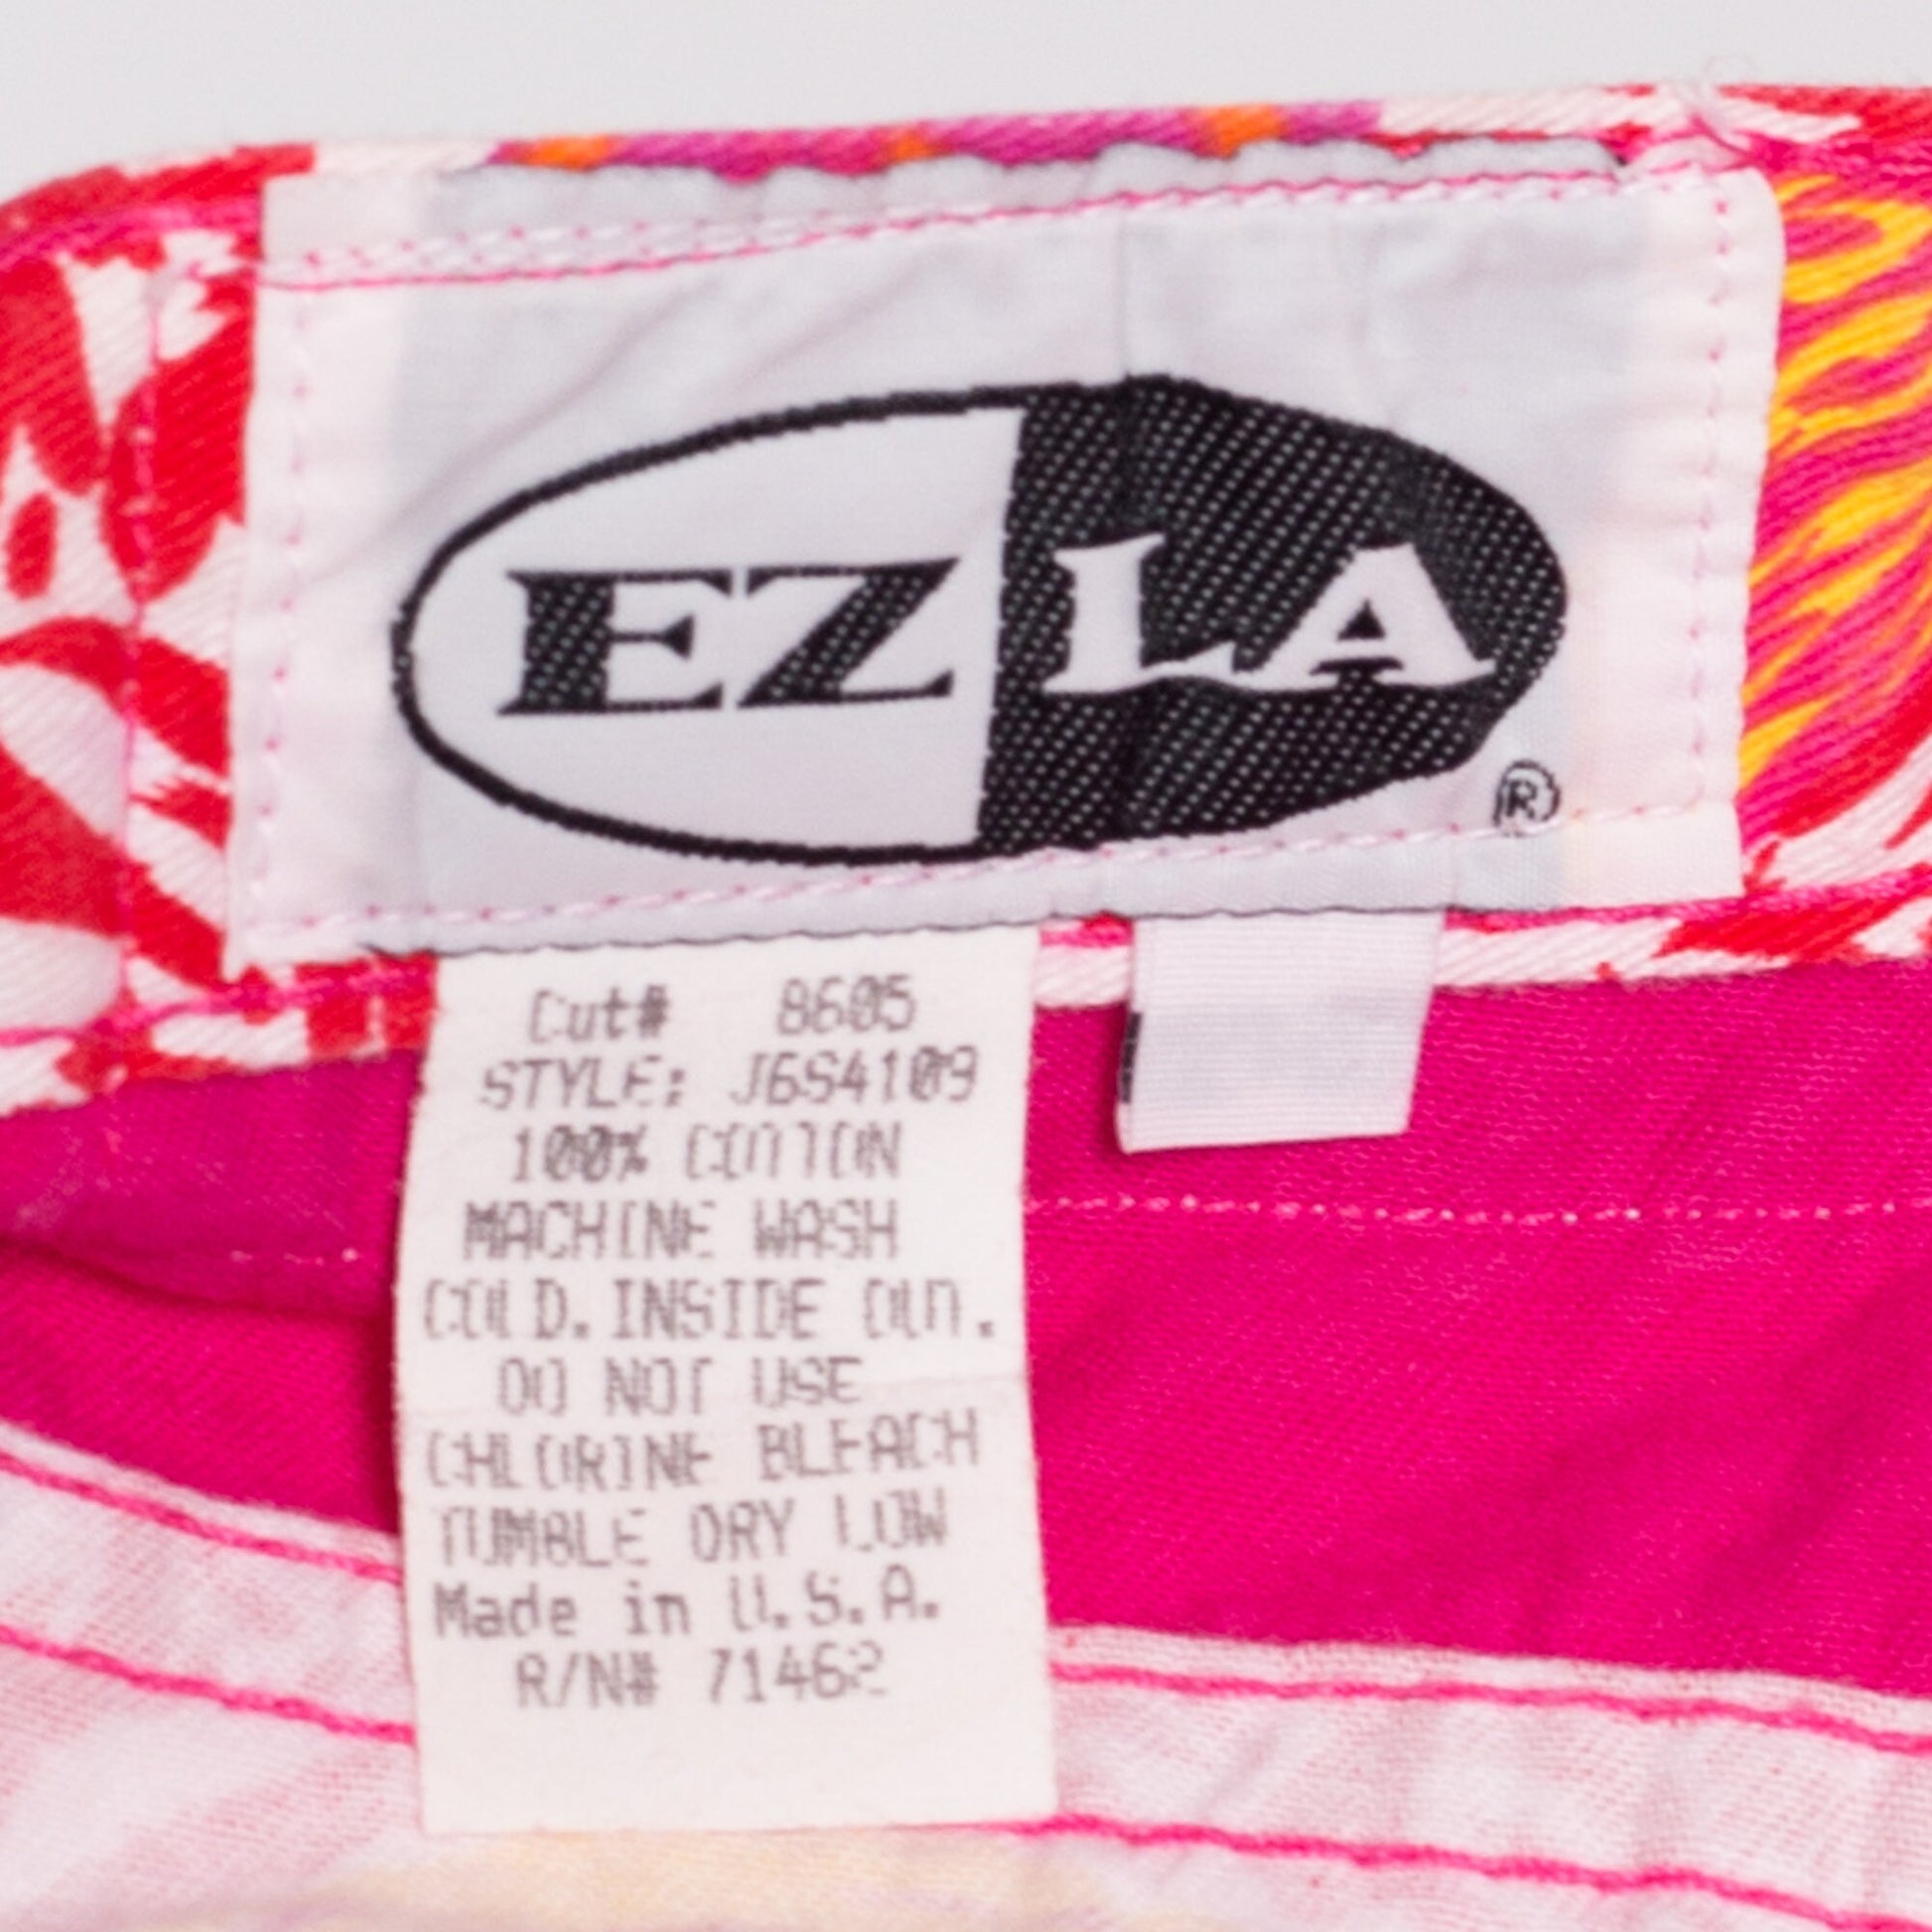 EZ LA
®
Cut# 8605
STYLE: J6S4109
100% COTTON
MACHINE WASH
COLD.INSIDE OUT.
DO NOT USE
CHLORINE BLEACH
TUMBLE DRY LOW
Made in U.S.A.
R/N# 71462